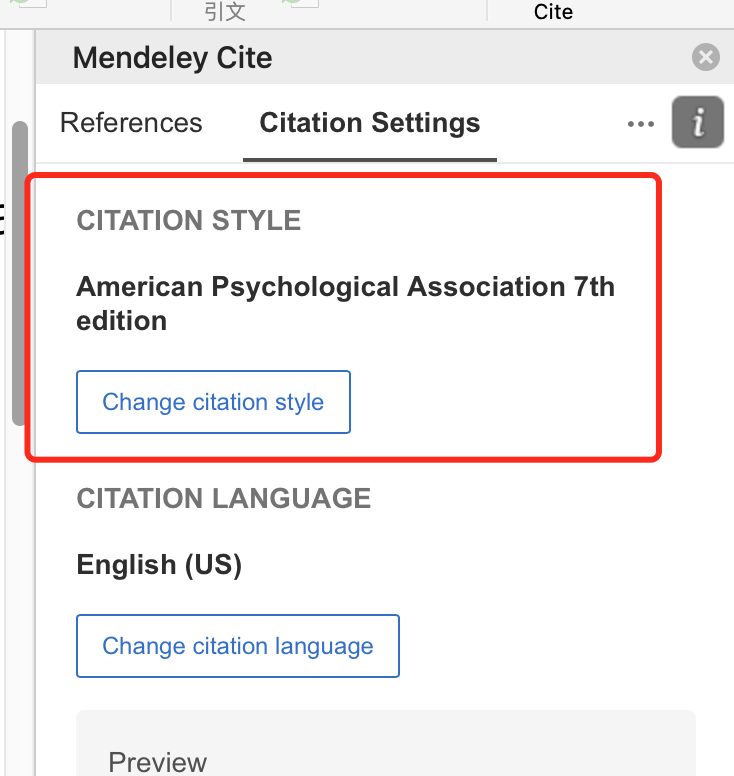 引文
Cite
Mendeley Cite
References
Citation Settings
CITATION STYLE
American Psychological Association 7th
edition
Change citation style
CITATION LANGUAGE
English (US)
Change citation language
Preview